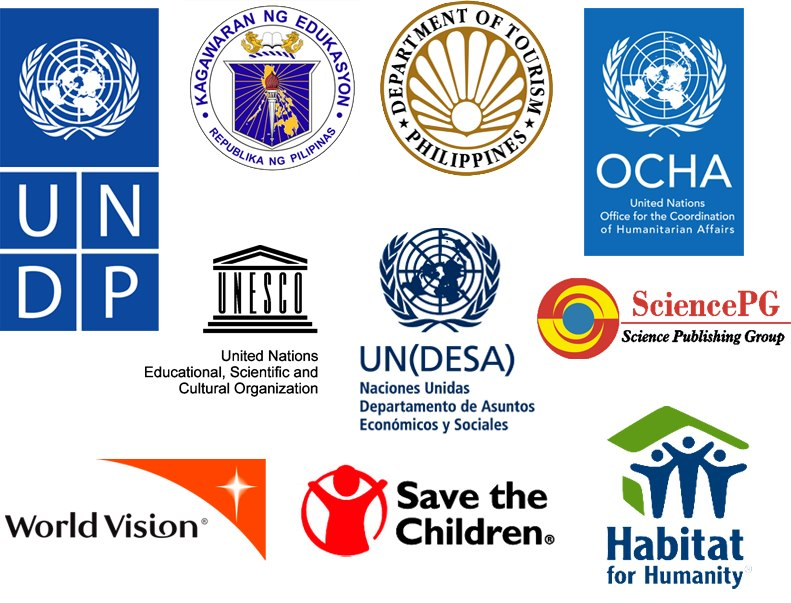 UN
DP
KAGAWARAN NG EDUKASYON
REPUBLIKA NG PILIPINAS
DEPARTMENT OF TOURISM
PHILIPPINES
OCHA
United Nations
Office for the Coordination
of Humanitarian Affairs
UNESCO
United Nations
Educational, Scientific and
Cultural Organization
UN(DESA)
Naciones Unidas
Departamento de Asuntos
Económicos y Sociales
SciencePG
Science Publishing Group
World Vision®
Save the
Children®
Habitat
for Humanity